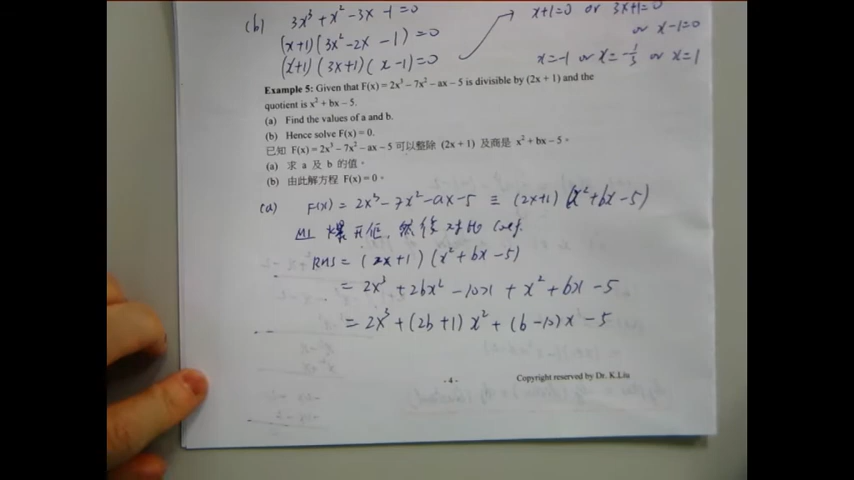 (b) 3x³ + x² - 3x - 1 = 0
(x+1)(3x² - 2x - 1) = 0
(x+1)(3x+1)(x-1) = 0
x+1=0 or 3x+1=0
or x-1=0
x=-1 or x=-1/3 or x=1
Example 5: Given that F(x) = 2x³ – 7x² – ax – 5 is divisible by (2x + 1) and the
quotient is x² + bx – 5.
(a) Find the values of a and b.
(b) Hence solve F(x) = 0.
已知 F(x) = 2x³ – 7x² – ax – 5 可以整除 (2x + 1) 及商是 x² + bx – 5。
(a) 求 a 及 b 的值。
(b) 由此解方程 F(x) = 0。
(a) F(x) = 2x³ - 7x² - ax - 5 ≡ (2x+1)(x² + bx - 5)
M1 爆開佢, 然後對比 coef.
RHS = (2x+1)(x² + bx - 5)
= 2x³ + 2bx² - 10x + x² + bx - 5
= 2x³ + (2b+1)x² + (b-10)x - 5
- 4 -
Copyright reserved by Dr. K.Liu